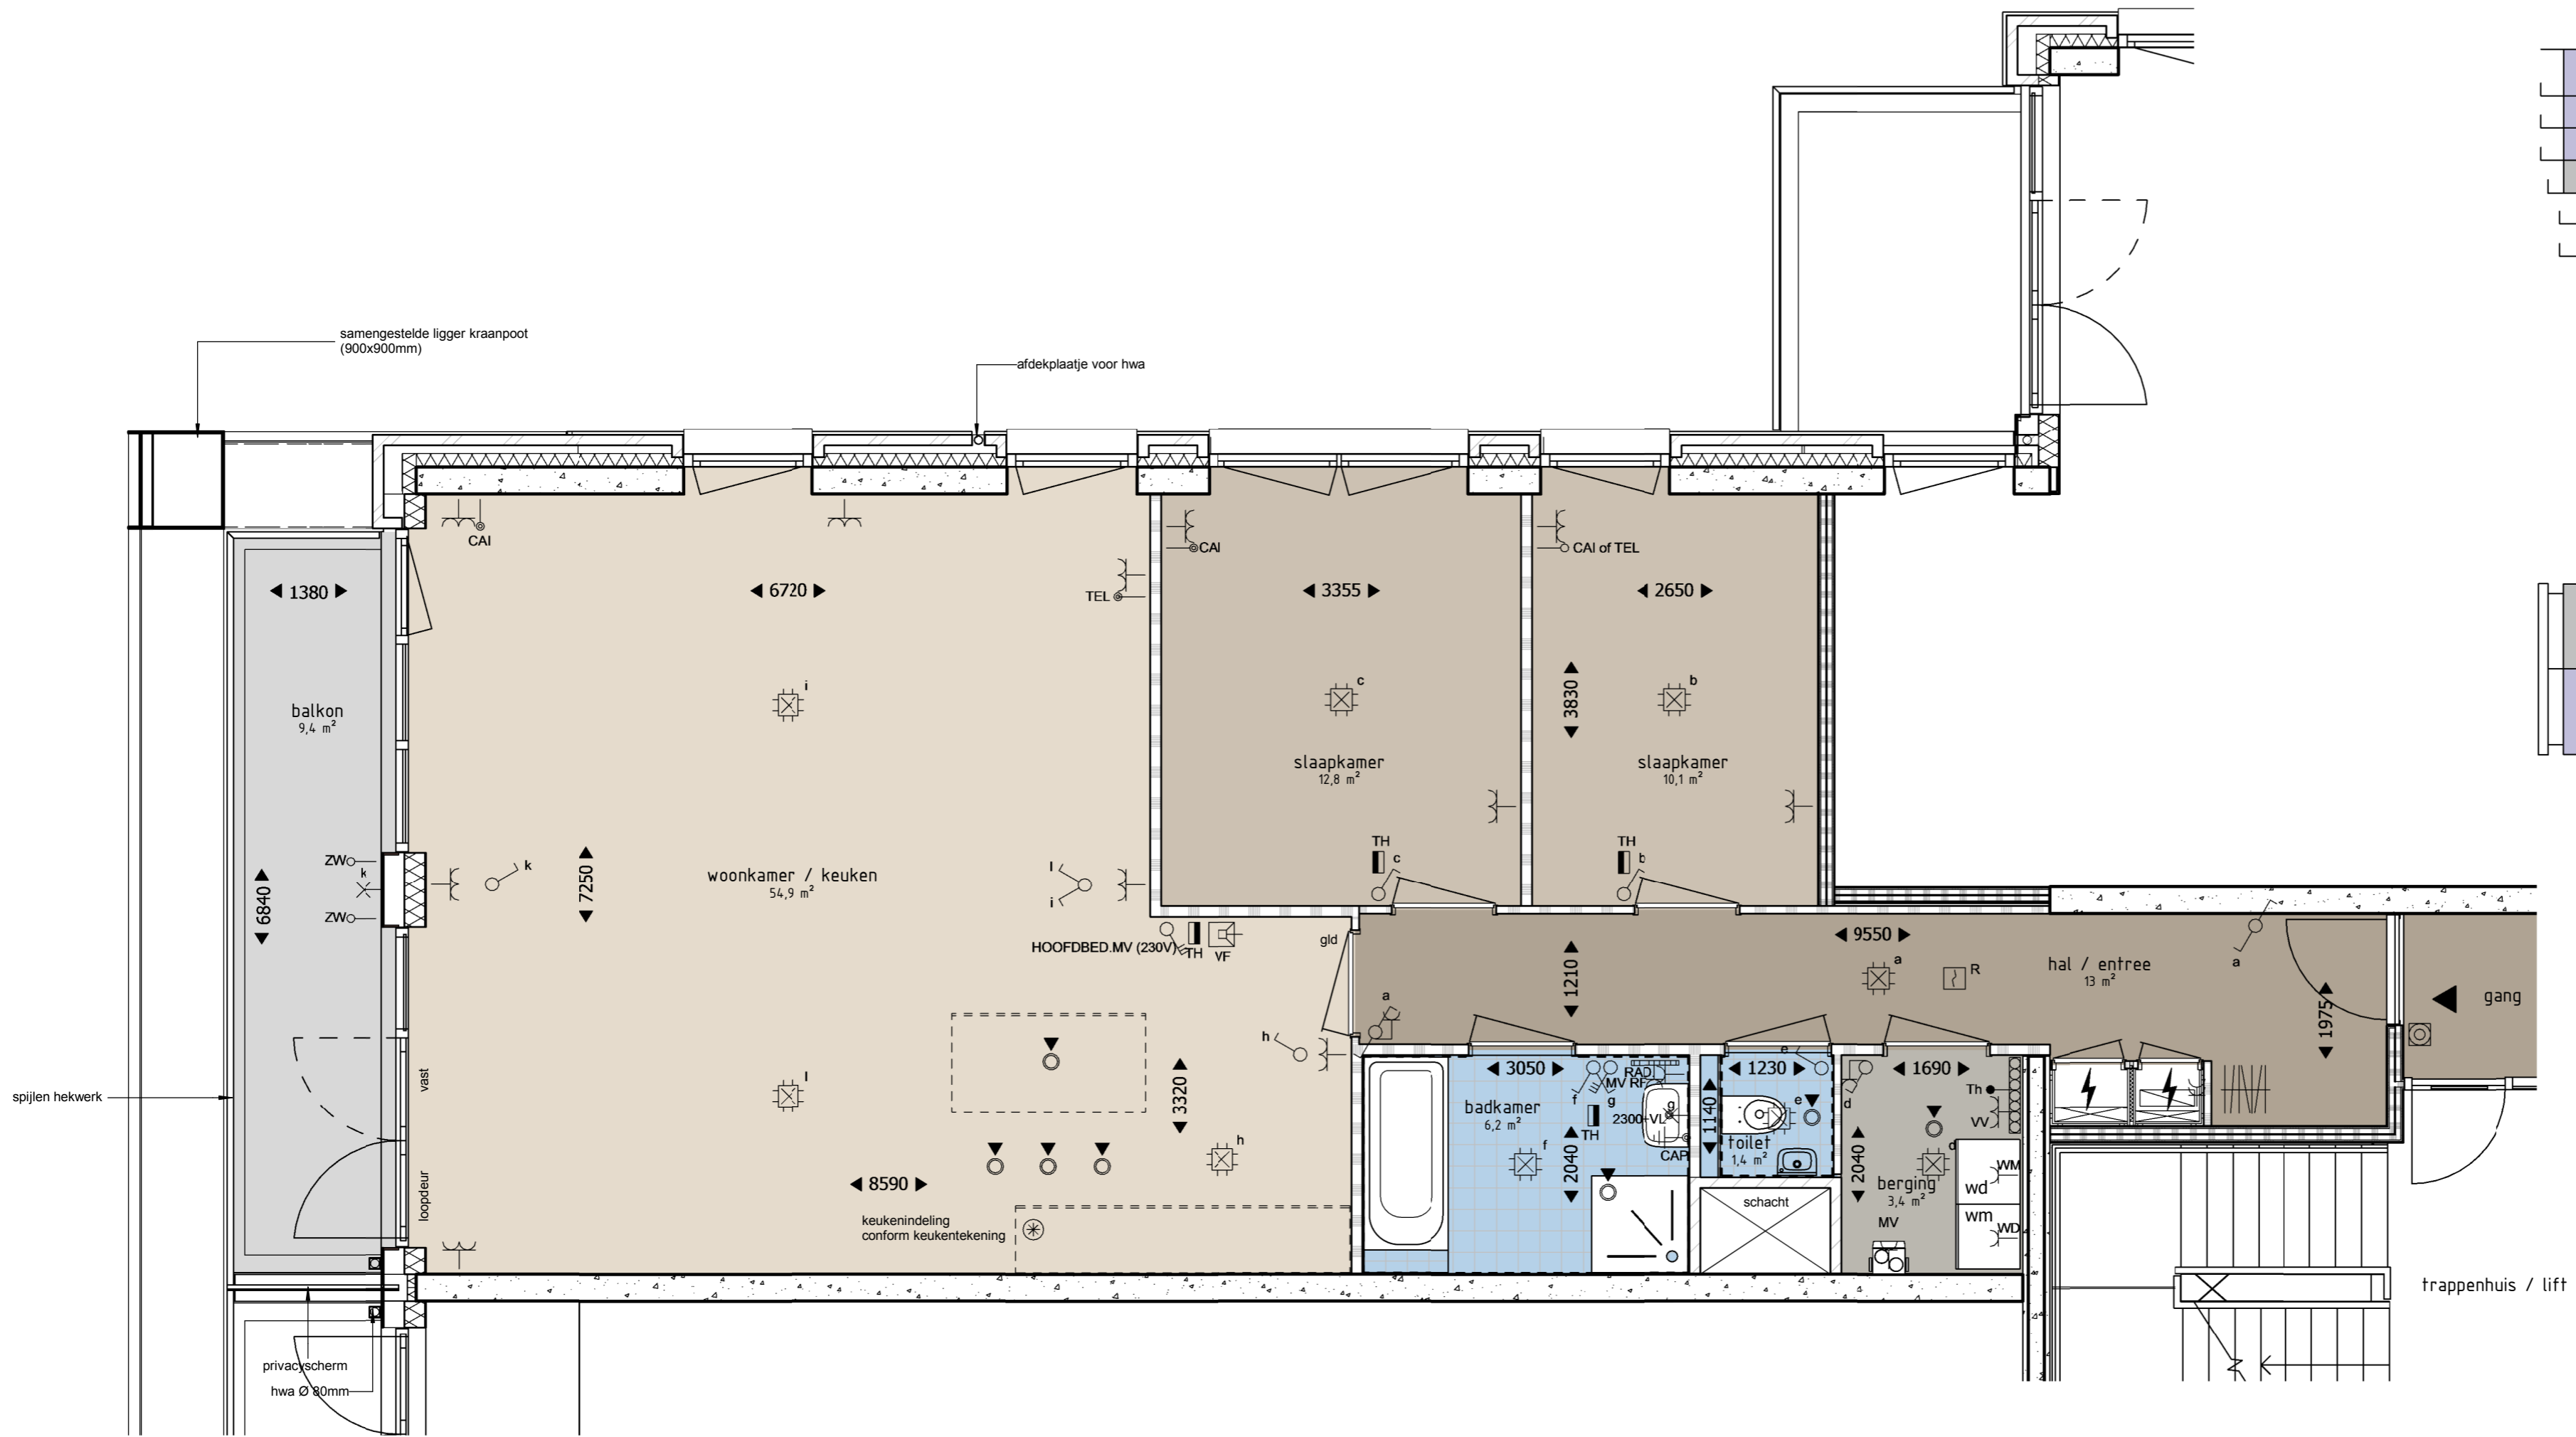 samengestelde ligger kraanpoot
(900x900mm)
afdekplaatje voor hwa
CAI
CAI
CAI of TEL
1380
6720
TEL
3355
2650
i
c
b
3830
balkon
9,4 m²
slaapkamer
12,8 m²
slaapkamer
10,1 m²
ZW
k
ZW
6840
k
7250
woonkamer / keuken
54,9 m²
l
i
TH
c
TH
b
HOOFDBED.MV (230V)
TH
VF
gld
9550
1210
a
R
hal / entree
13 m²
a
1975
gang
a
h
spijlen hekwerk
vast
loopdeur
l
3320
h
8590
keukenindeling
conform keukentekening
3050
RAD
MV RF
f
g
g
badkamer
6,2 m²
2300+VL
TH
CAP
f
2040
1140
e
1230
e
toilet
1,4 m²
schacht
d
1690
Th
VV
d
2040
berging
3,4 m²
WM
wd
wm
WD
MV
trappenhuis / lift
privacyscherm
hwa Ø 80mm